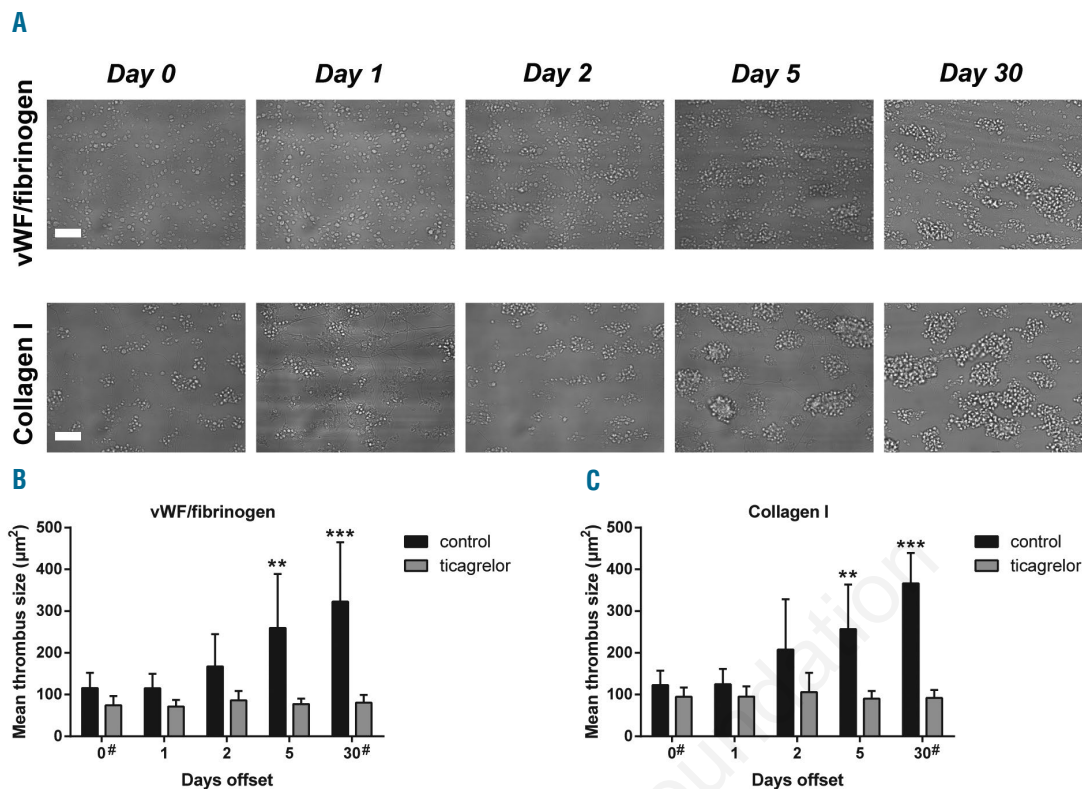 A
Day 0 Day 1 Day 2 Day 5 Day 30
vWF/fibrinogen
Collagen I
B
vWF/fibrinogen
Mean thrombus size (µm²)
500
400
300
200
100
0
** ***
control
ticagrelor
0# 1 2 5 30#
Days offset
C
Collagen I
Mean thrombus size (µm²)
500
400
300
200
100
0
** ***
control
ticagrelor
0# 1 2 5 30#
Days offset
oundation